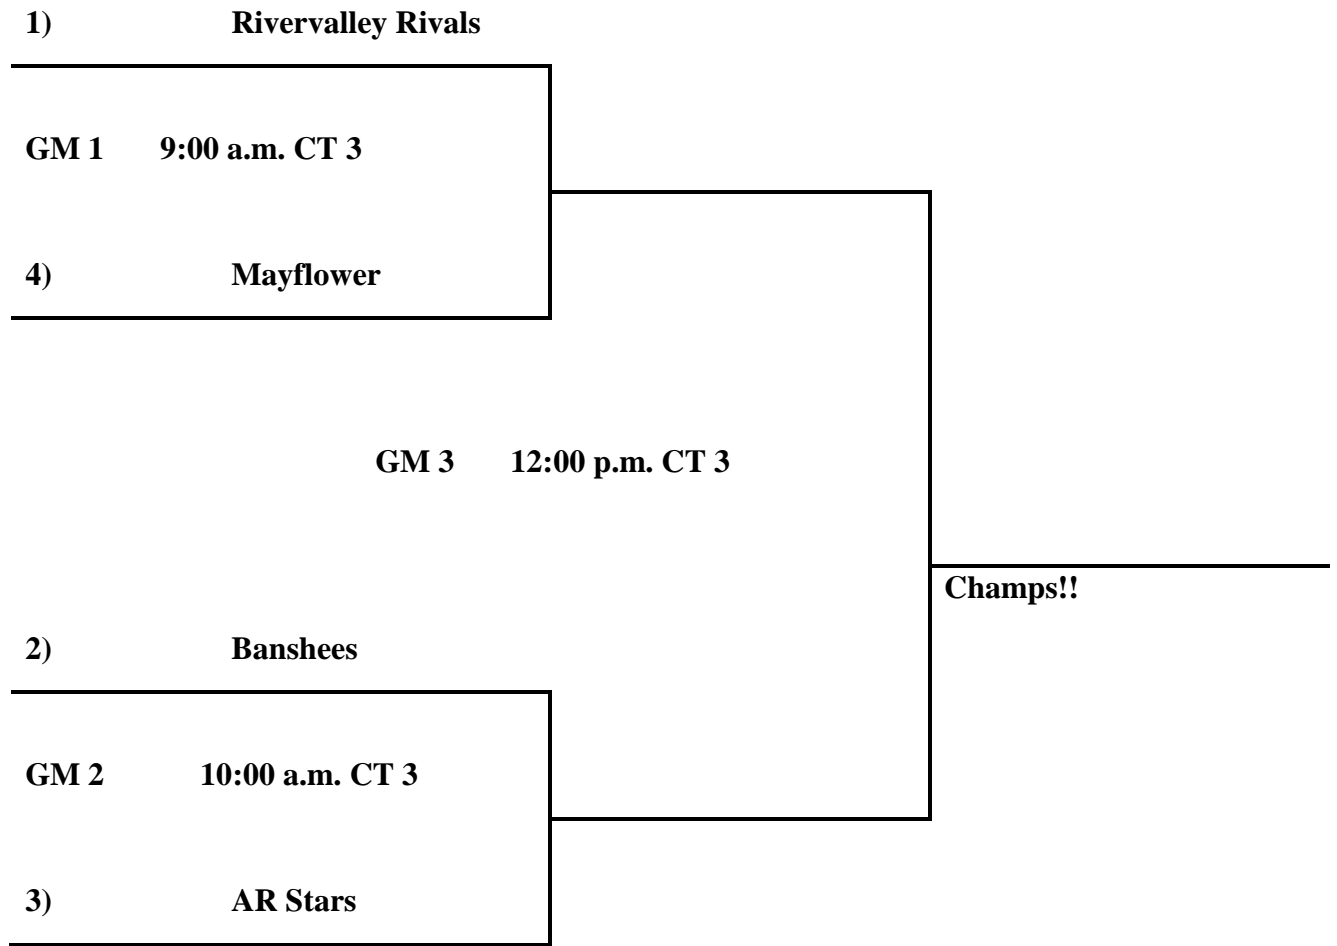 1) Rivervalley Rivals
GM 1 9:00 a.m. CT 3
4) Mayflower
GM 3 12:00 p.m. CT 3
Champs!!
2) Banshees
GM 2 10:00 a.m. CT 3
3) AR Stars